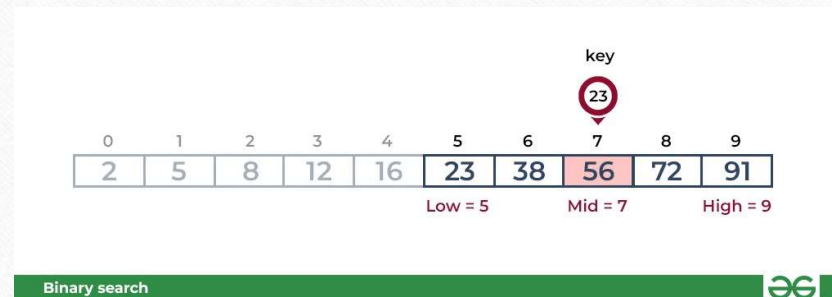 key
23
0 1 2 3 4 5 6 7 8 9
2 5 8 12 16 23 38 56 72 91
Low = 5 Mid = 7 High = 9
Binary search